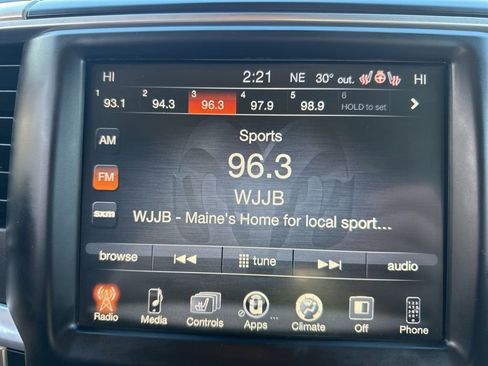 HI 2:21 NE 30° out. HI
1 93.1 2 94.3 3 96.3 4 97.9 5 98.9 6 HOLD to set
AM
Sports
FM
96.3
WJJB
sxm
WJJB - Maine's Home for local sport...
browse tune audio
Radio Media Controls Apps ... Climate Off Phone